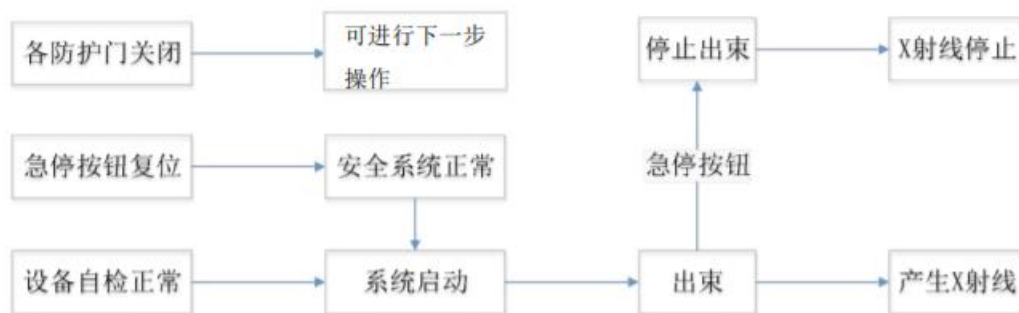 各防护门关闭
可进行下一步
操作
停止出束
X射线停止
急停按钮复位
安全系统正常
急停按钮
设备自检正常
系统启动
出束
产生X射线